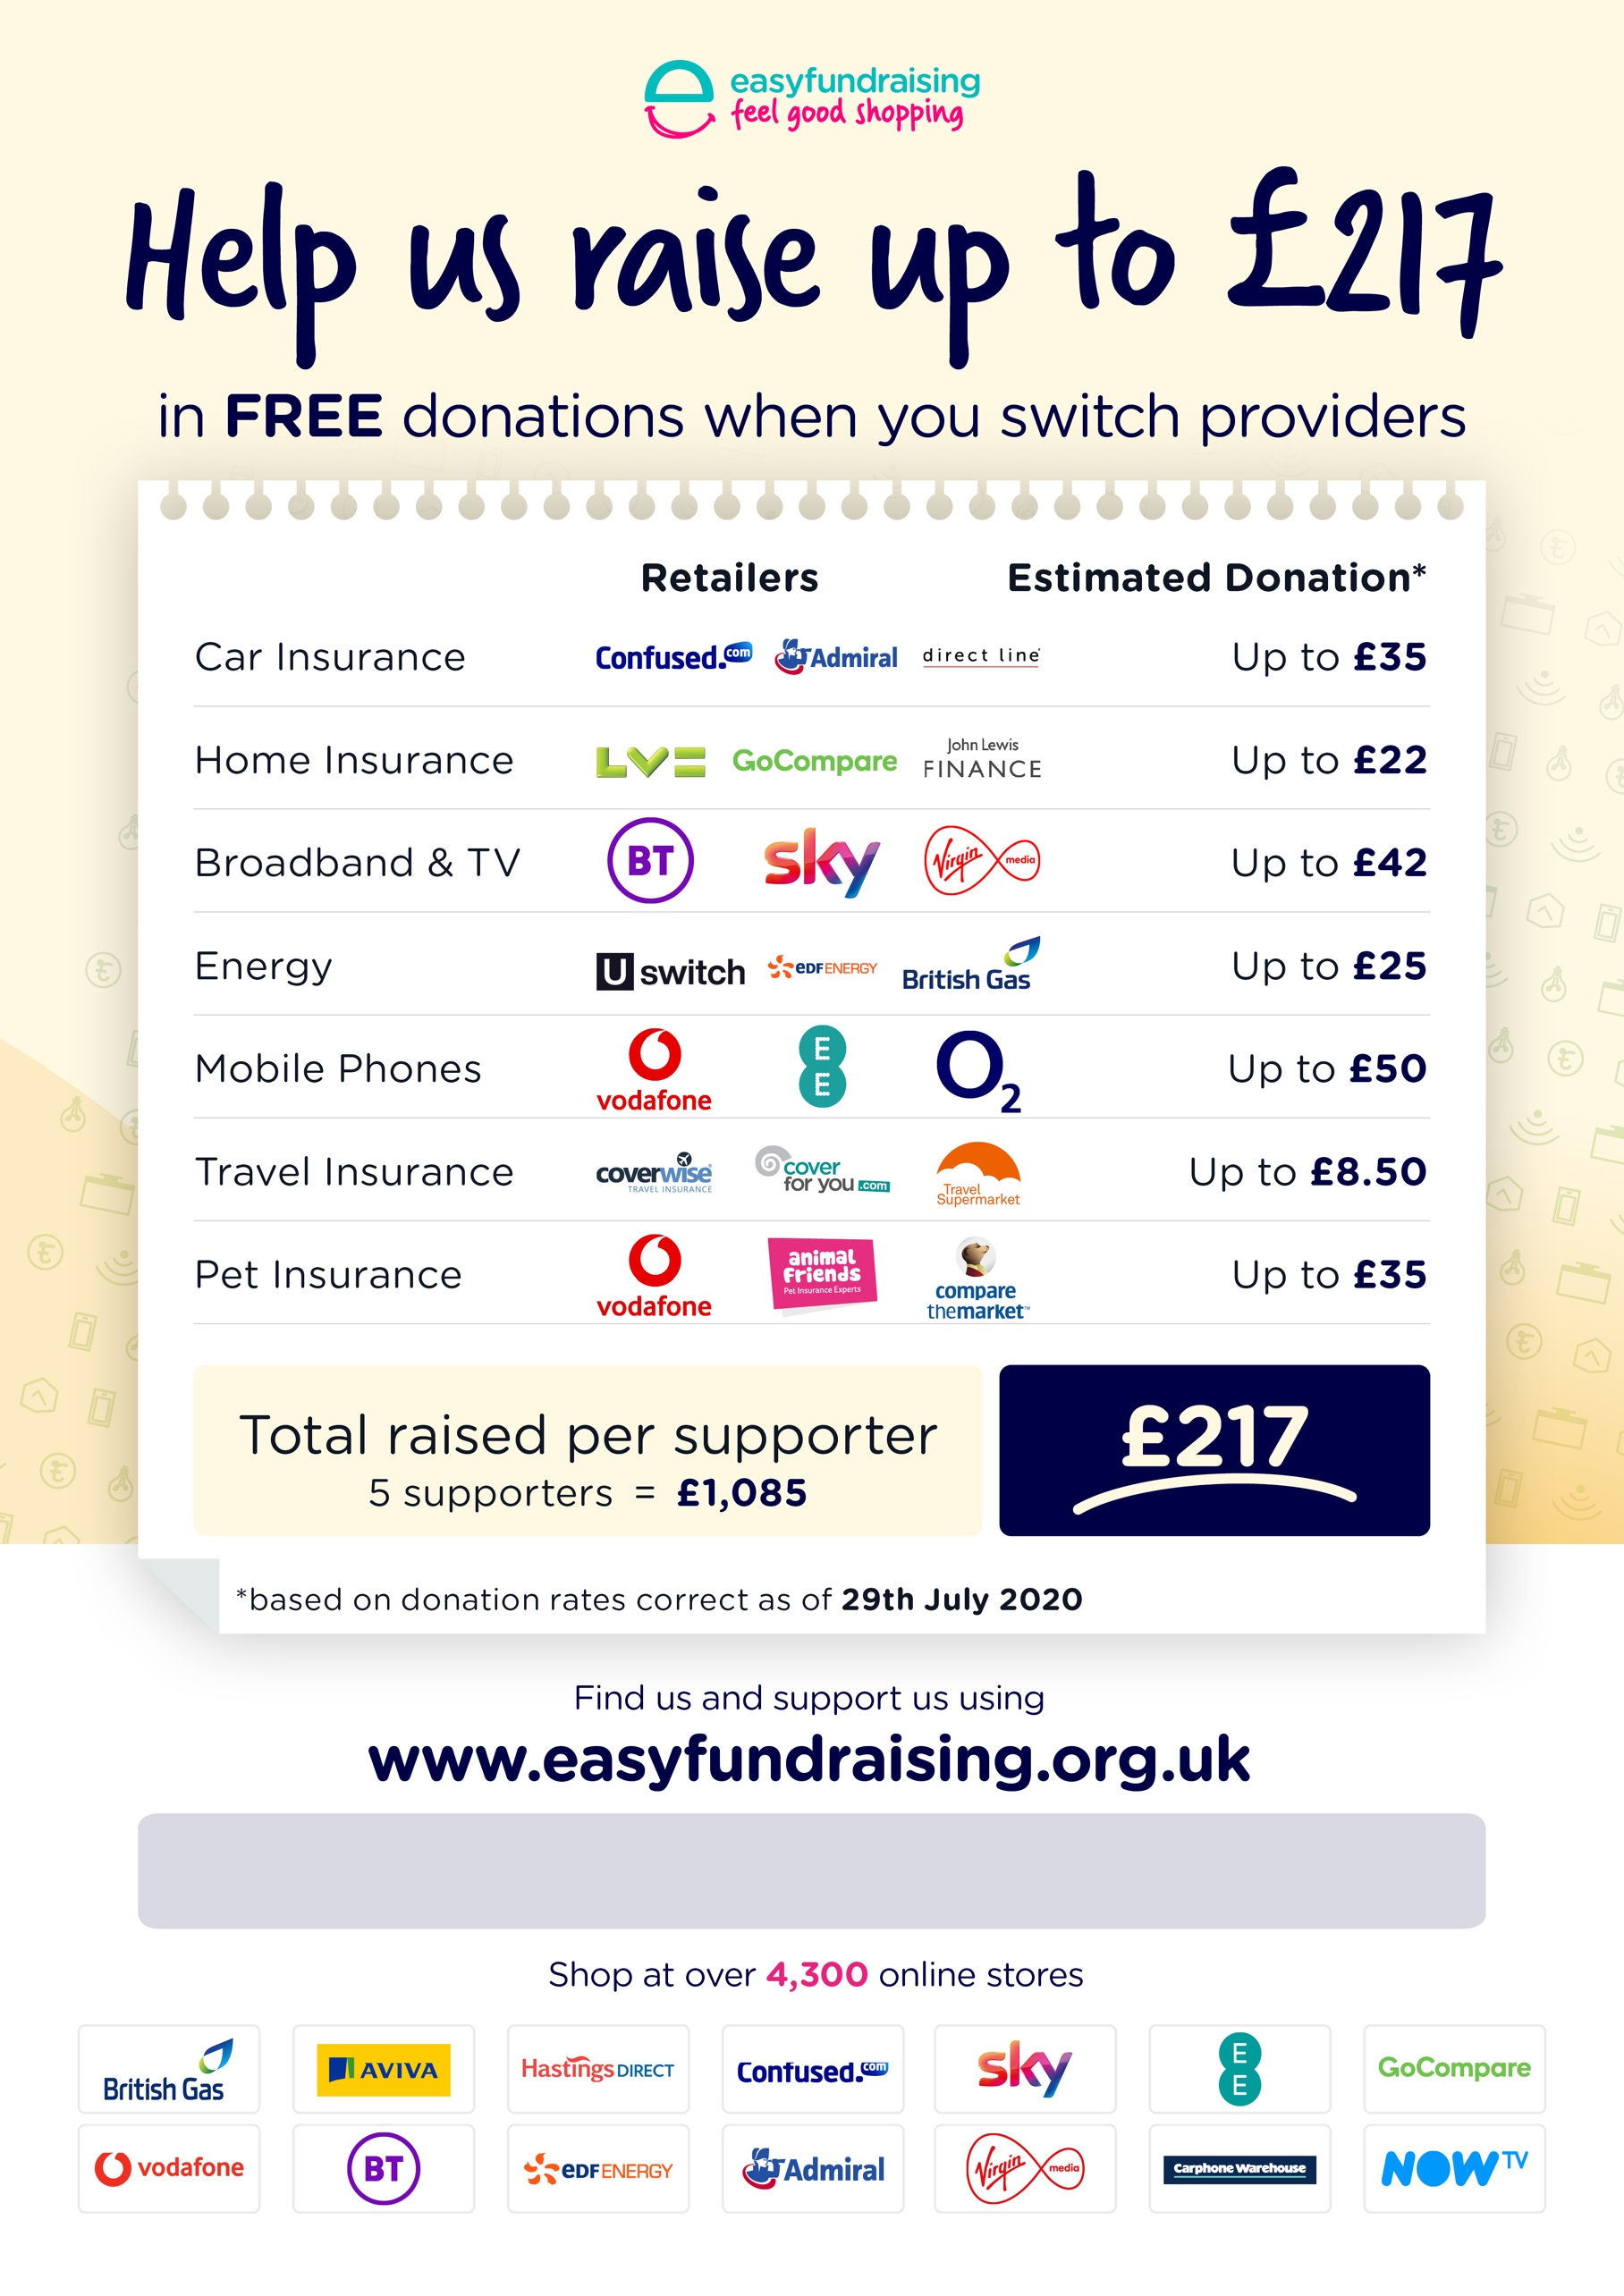 easyfundraising
feel good shopping
Help us raise up to £217
in FREE donations when you switch providers
Retailers Estimated Donation*
Car Insurance Confused.com Admiral direct line Up to £35
Home Insurance LV= GoCompare John Lewis FINANCE Up to £22
Broadband & TV BT sky Virgin media Up to £42
Energy Uswitch eDF ENERGY British Gas Up to £25
Mobile Phones vodafone EE O2 Up to £50
Travel Insurance coverwise TRAVEL INSURANCE cover for you .com Travel Supermarket Up to £8.50
Pet Insurance vodafone animal Friends Pet Insurance Experts compare themarket™ Up to £35
Total raised per supporter £217
5 supporters = £1,085
*based on donation rates correct as of 29th July 2020
Find us and support us using
www.easyfundraising.org.uk
Shop at over 4,300 online stores
British Gas AVIVA Hastings DIRECT Confused.com sky EE GoCompare
vodafone BT eDF ENERGY Admiral Virgin media Carphone Warehouse NOW TV